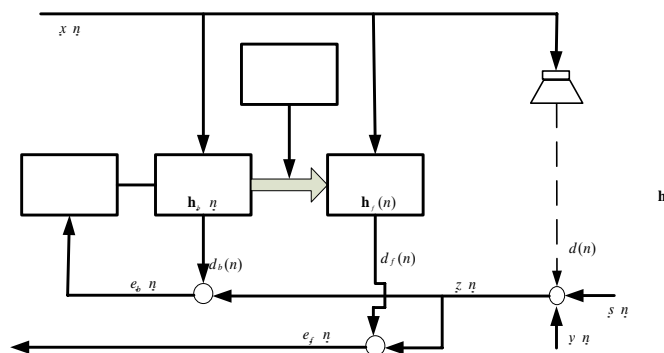 x n
h
h_b n
h_f(n)
d_b(n)
d_f(n)
d(n)
e_b n
z n
s n
e_f n
y n